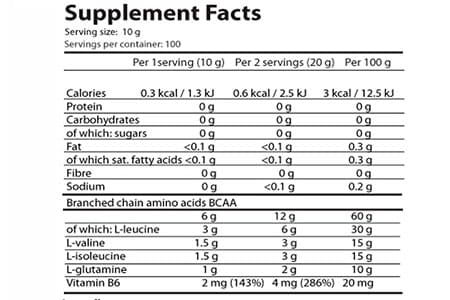 Supplement Facts
Serving size: 10 g
Servings per container: 100
Per 1serving (10 g) Per 2 servings (20 g) Per 100 g
Calories 0.3 kcal / 1.3 kJ 0.6 kcal / 2.5 kJ 3 kcal / 12.5 kJ
Protein 0 g 0 g 0 g
Carbohydrates 0 g 0 g 0 g
of which: sugars 0 g 0 g 0 g
Fat <0.1 g <0.1 g 0.3 g
of which sat. fatty acids <0.1 g <0.1 g 0.3 g
Fibre 0 g 0 g 0 g
Sodium 0 g <0.1 g 0.2 g
Branched chain amino acids BCAA
6 g 12 g 60 g
of which: L-leucine 3 g 6 g 30 g
L-valine 1.5 g 3 g 15 g
L-isoleucine 1.5 g 3 g 15 g
L-glutamine 1 g 2 g 10 g
Vitamin B6 2 mg (143%) 4 mg (286%) 20 mg